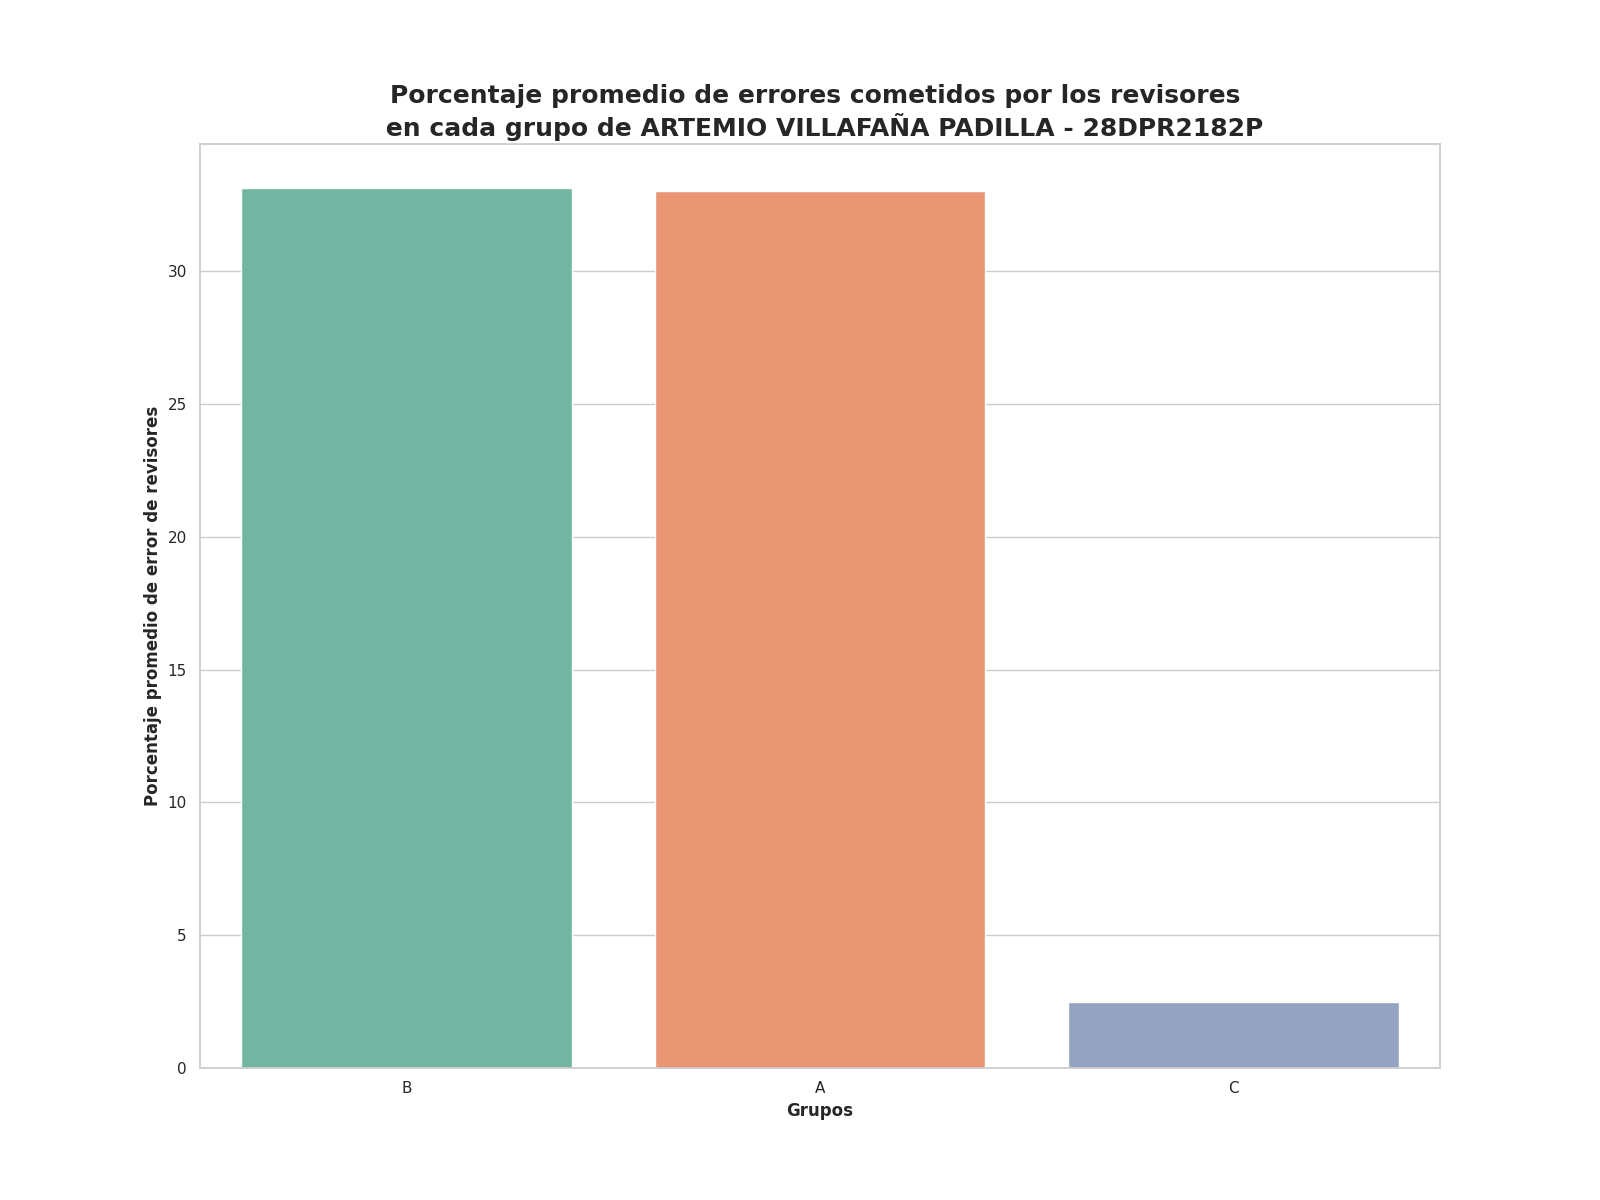 Porcentaje promedio de errores cometidos por los revisores
en cada grupo de ARTEMIO VILLAFAÑA PADILLA - 28DPR2182P
Porcentaje promedio de error de revisores
30
25
20
15
10
5
0
B A C
Grupos